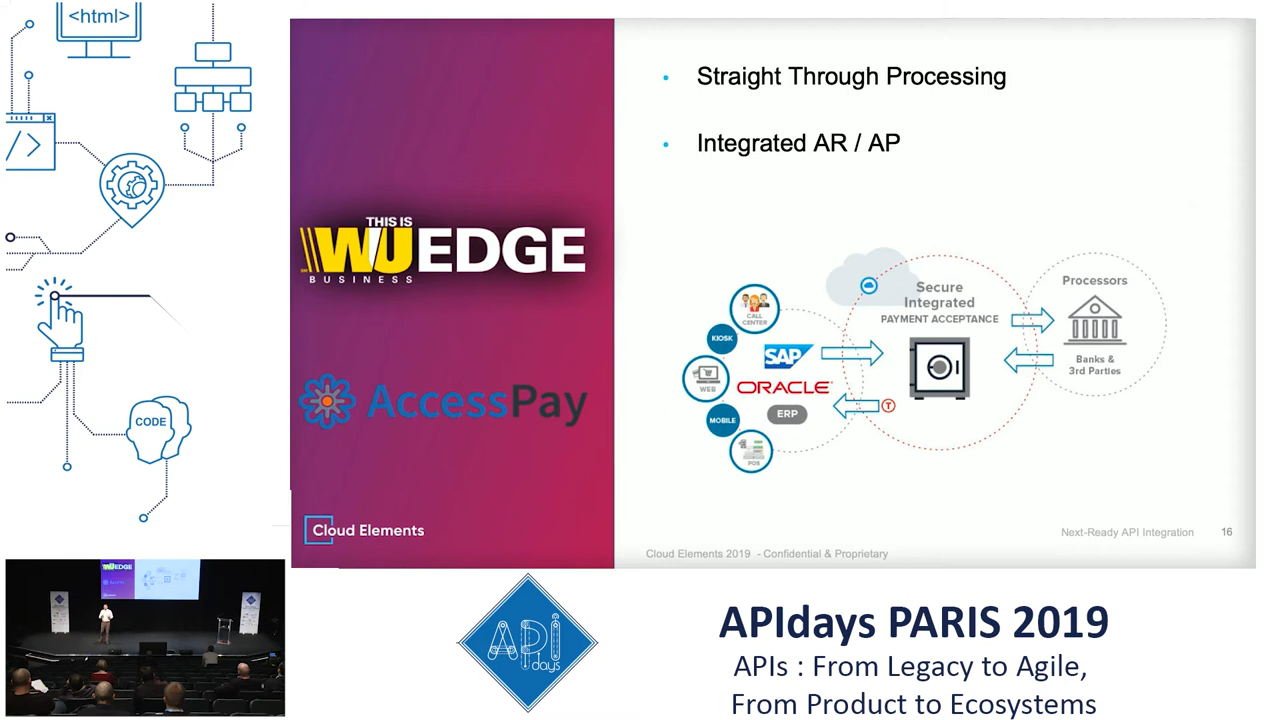 <html>
</>
CODE
Straight Through Processing
Integrated AR / AP
THIS IS
WU EDGE
BUSINESS
AccessPay
Cloud Elements
CALL
CENTER
KIOSK
WEB
MOBILE
POS
SAP
ORACLE
ERP
T
Secure
Integrated
PAYMENT ACCEPTANCE
Processors
Banks &
3rd Parties
Next-Ready API Integration 16
Cloud Elements 2019 - Confidential & Proprietary
API
days
APIdays PARIS 2019
APIs : From Legacy to Agile,
From Product to Ecosystems